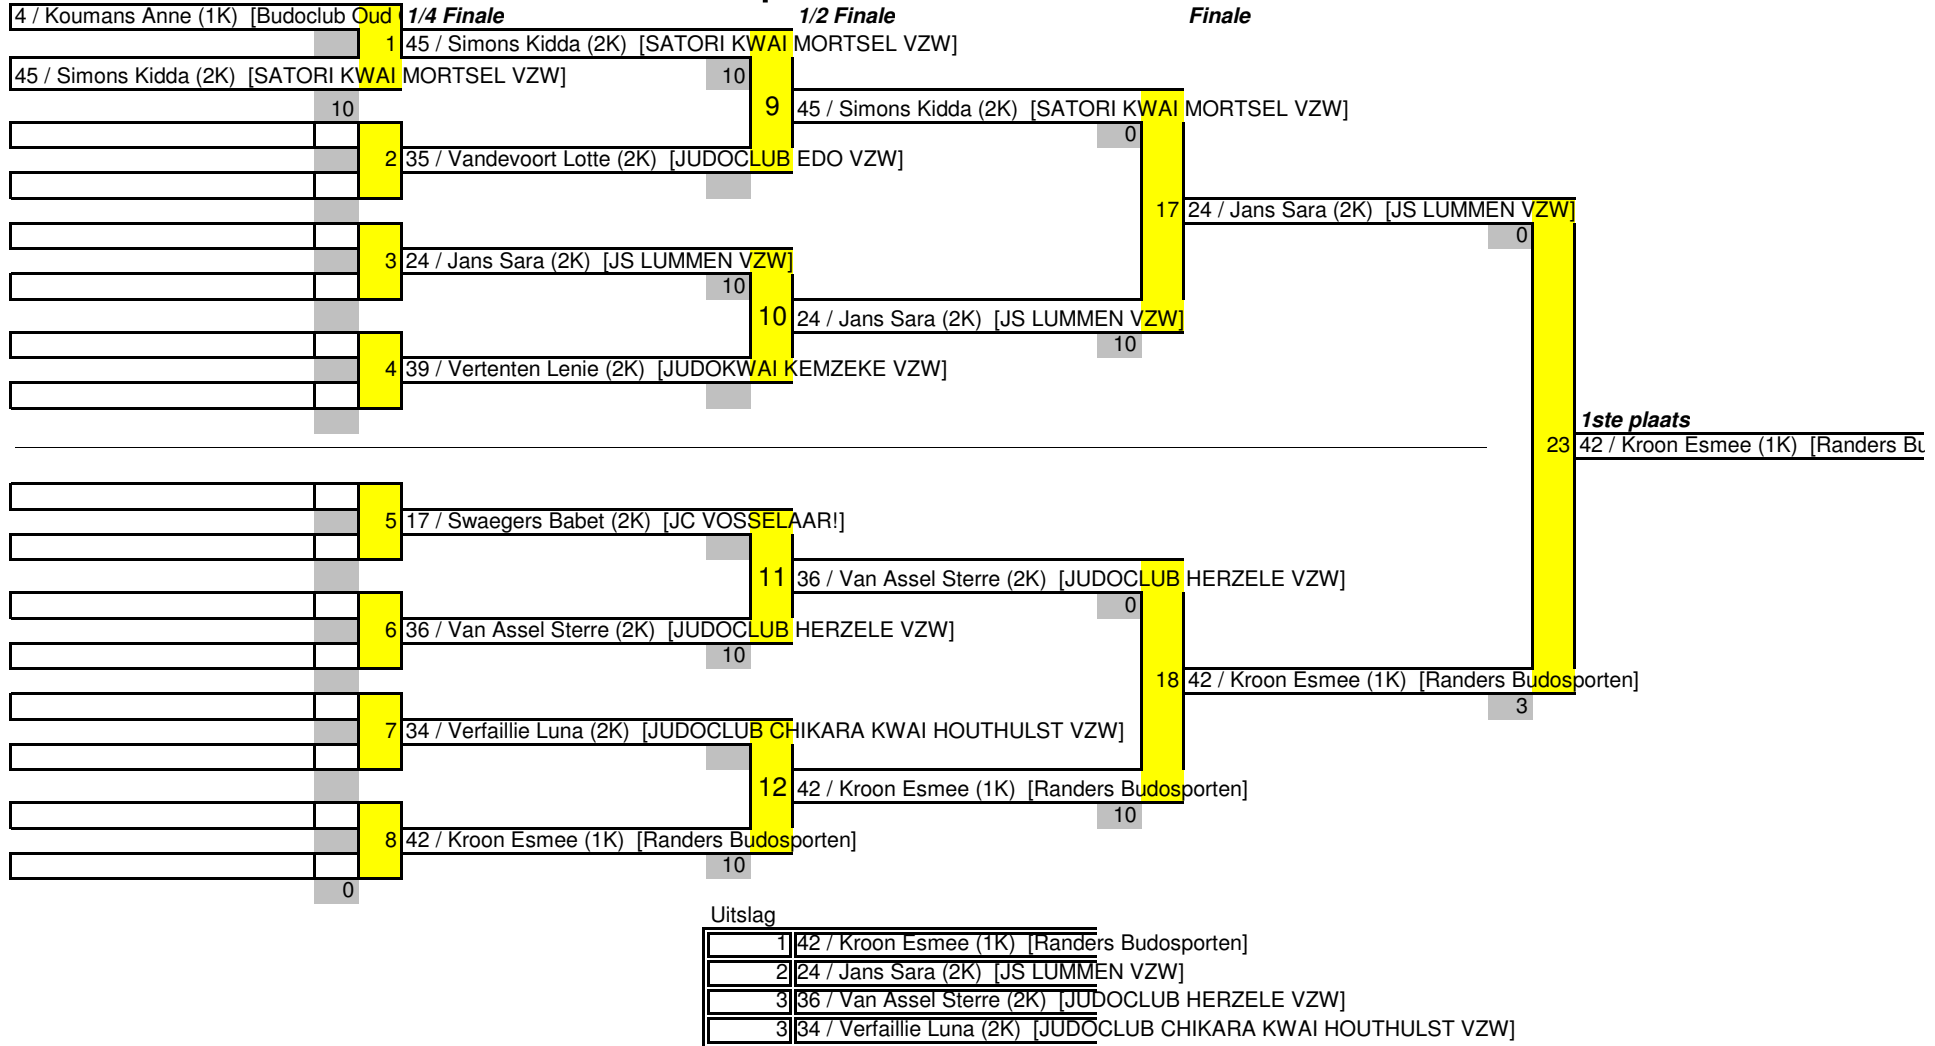 4 / Koumans Anne (1K) [Budoclub Oud 1/4 Finale 1/2 Finale Finale
1 45 / Simons Kidda (2K) [SATORI KWAI MORTSEL VZW]
45 / Simons Kidda (2K) [SATORI KWAI MORTSEL VZW] 10
10 9 45 / Simons Kidda (2K) [SATORI KWAI MORTSEL VZW]
0
2 35 / Vandevoort Lotte (2K) [JUDOCLUB EDO VZW]
17 24 / Jans Sara (2K) [JS LUMMEN VZW]
0
3 24 / Jans Sara (2K) [JS LUMMEN VZW]
10
10 24 / Jans Sara (2K) [JS LUMMEN VZW]
10
4 39 / Vertenten Lenie (2K) [JUDOKWAI KEMZEKE VZW]
1ste plaats
23 42 / Kroon Esmee (1K) [Randers
5 17 / Swaegers Babet (2K) [JC VOSSELAAR!]
11 36 / Van Assel Sterre (2K) [JUDOCLUB HERZELE VZW]
0
6 36 / Van Assel Sterre (2K) [JUDOCLUB HERZELE VZW]
10
18 42 / Kroon Esmee (1K) [Randers Budosporten]
3
7 34 / Verfaillie Luna (2K) [JUDOCLUB CHIKARA KWAI HOUTHULST VZW]
12 42 / Kroon Esmee (1K) [Randers Budosporten]
10
8 42 / Kroon Esmee (1K) [Randers Budosporten]
10
0
Uitslag
1 42 / Kroon Esmee (1K) [Randers Budosporten]
2 24 / Jans Sara (2K) [JS LUMMEN VZW]
3 36 / Van Assel Sterre (2K) [JUDOCLUB HERZELE VZW]
3 34 / Verfaillie Luna (2K) [JUDOCLUB CHIKARA KWAI HOUTHULST VZW]